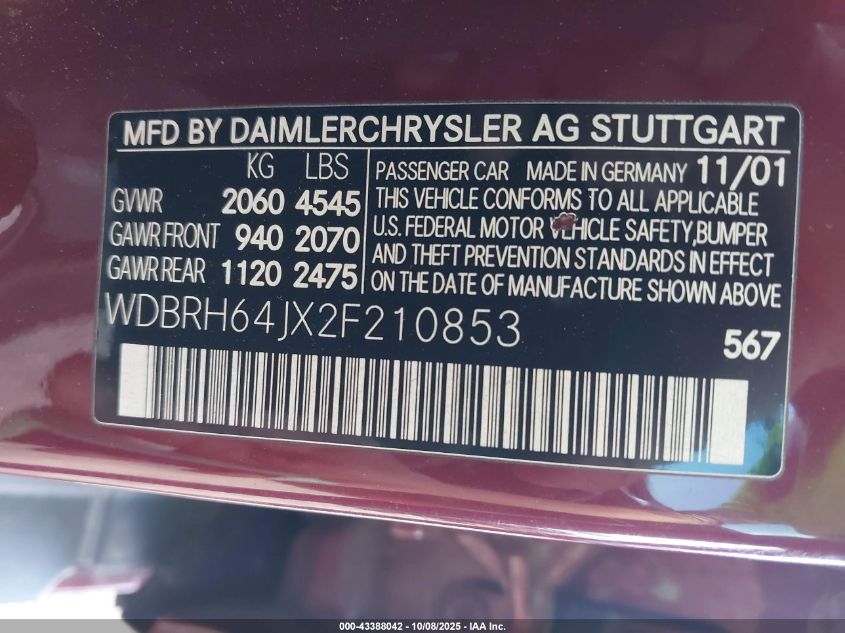 MFD BY DAIMLERCHRYSLER AG STUTTGART
KG LBS
GVWR 2060 4545
GAWR FRONT 940 2070
GAWR REAR 1120 2475
PASSENGER CAR MADE IN GERMANY 11/01
THIS VEHICLE CONFORMS TO ALL APPLICABLE
U.S. FEDERAL MOTOR VEHICLE SAFETY,BUMPER
AND THEFT PREVENTION STANDARDS IN EFFECT
ON THE DATE OF MANUFACTURE SHOWN ABOVE
WDBRH64JX2F210853
567
000-43388042 - 10/08/2025 - IAA Inc.